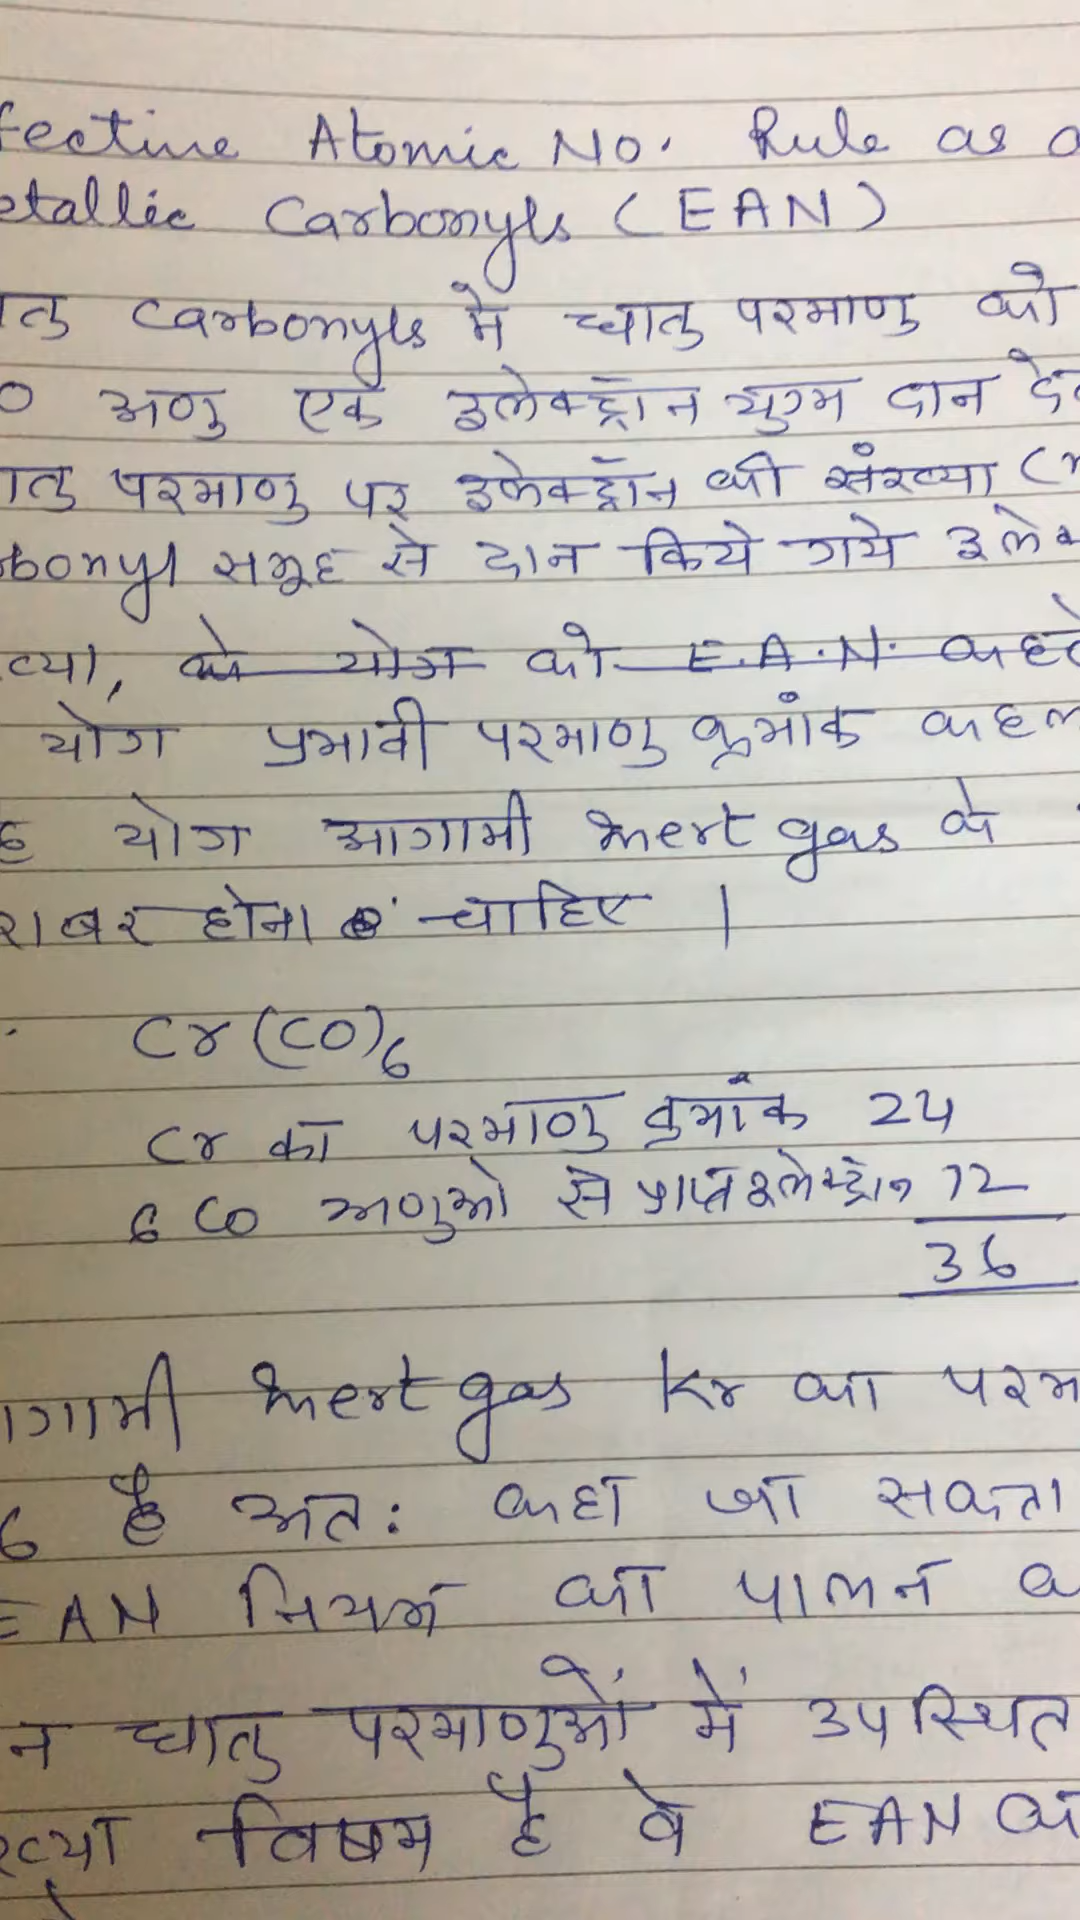 fective Atomic No. Rule as a
etallic Carbonyls (EAN)
ातु carbonyls में धातु परमाणु को
O अणु एक इलेक्ट्रॉन युग्म दान दे
ातु परमाणु पर इलेक्ट्रॉन की संख्या (
bonyl समूह से दान किये गये इलेक
ख्या, के योग को E.A.N. कहते
योग प्रभावी परमाणु क्रमांक कहल
ह योग आगामी Inert gas के
राबर होना चाहिए |
Cr(CO)6
Cr का परमाणु क्रमांक 24
6 CO अणुओ से प्राप्त इलेक्ट्रॉन 12
36
ागामी Inert gas Kr का परम
6 है अत: कहा जा सकता
EAN नियम का पालन क
न धातु परमाणुओं में उपस्थित
ख्या विषम है वे EAN क